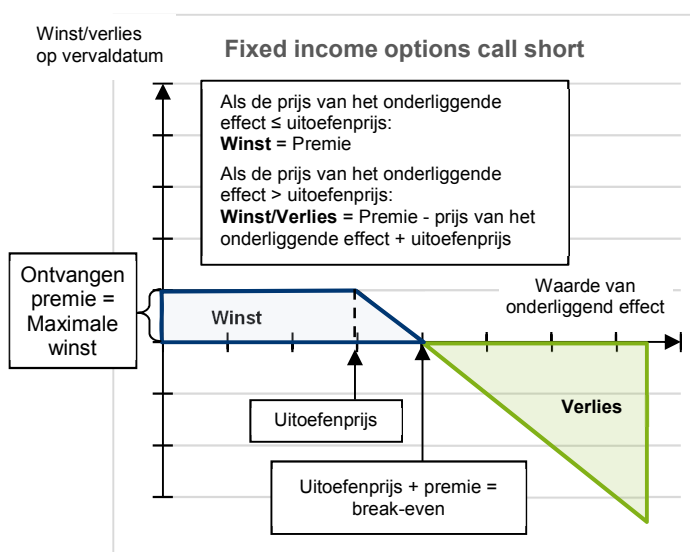 Winst/verlies
op vervaldatum
Fixed income options call short
Als de prijs van het onderliggende
effect ≤ uitoefenprijs:
Winst = Premie
Als de prijs van het onderliggende
effect > uitoefenprijs:
Winst/Verlies = Premie - prijs van het
onderliggende effect + uitoefenprijs
Ontvangen
premie =
Maximale
winst
Winst
Waarde van
onderliggend effect
Verlies
Uitoefenprijs
Uitoefenprijs + premie =
break-even